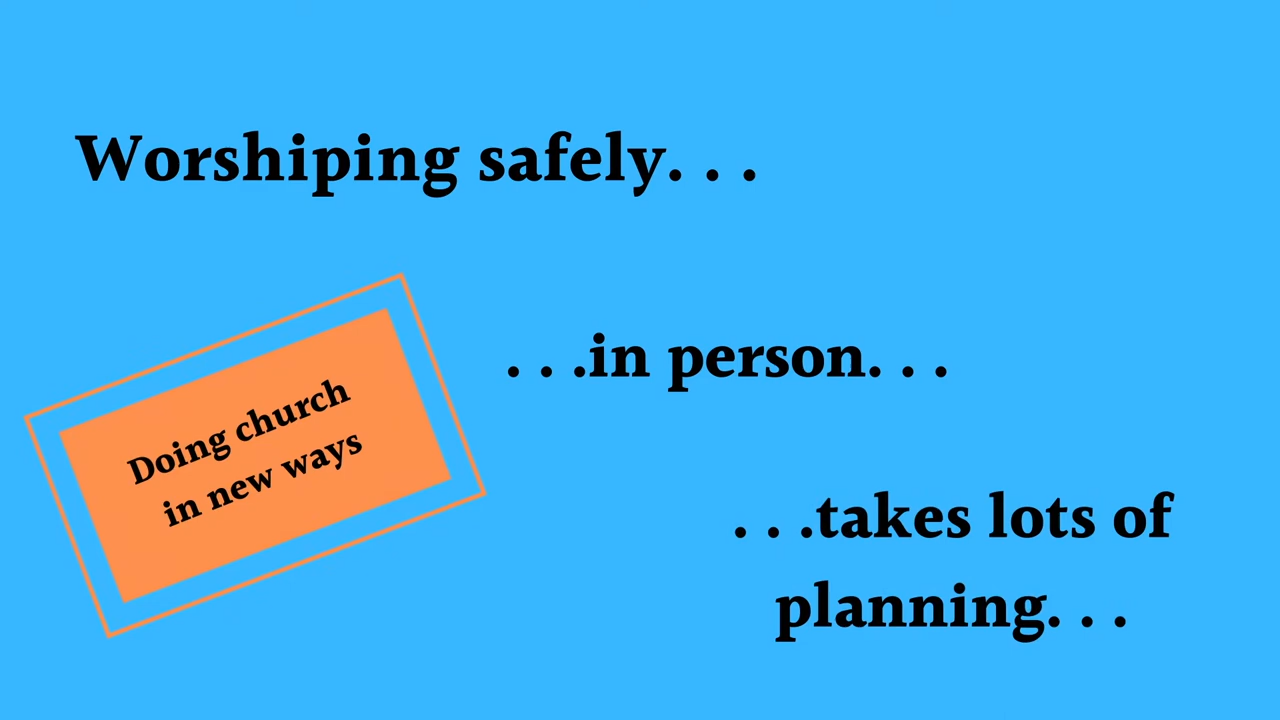 Worshiping safely. . .
. . .in person. . .
Doing church
in new ways
. . .takes lots of
planning. . .